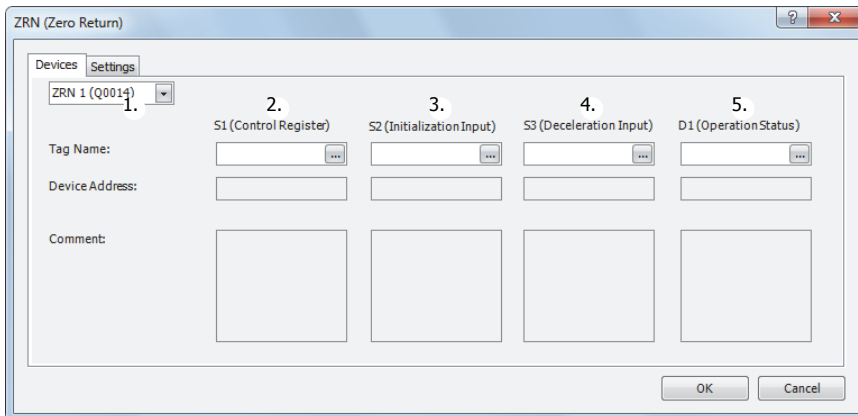 ZRN (Zero Return)
Devices Settings
ZRN 1 (Q0014)
1. 2. 3. 4. 5.
S1 (Control Register) S2 (Initialization Input) S3 (Deceleration Input) D1 (Operation Status)
Tag Name: ... ... ... ...
Device Address:
Comment:
OK Cancel